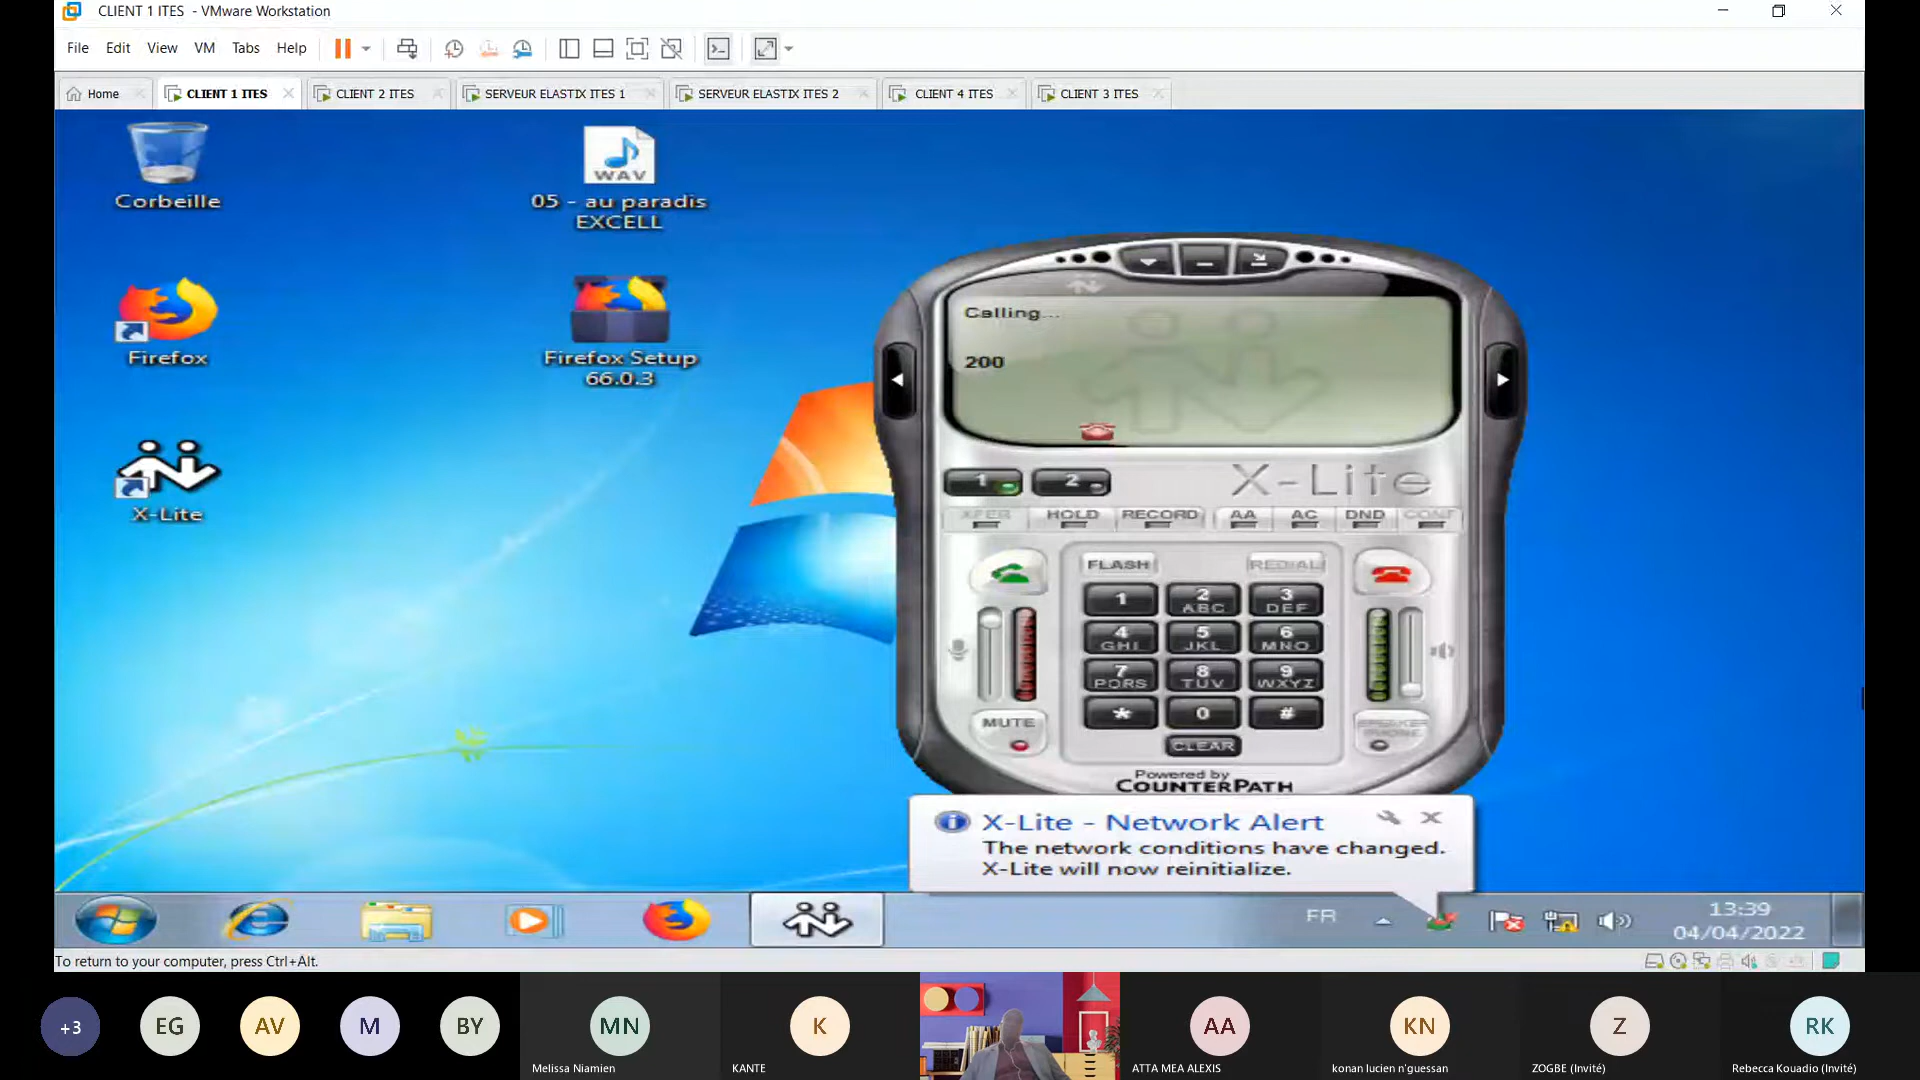 CLIENT 1 ITES - VMware Workstation
File Edit View VM Tabs Help
Home CLIENT 1 ITES CLIENT 2 ITES SERVEUR ELASTIX ITES 1 SERVEUR ELASTIX ITES 2 CLIENT 4 ITES CLIENT 3 ITES
Corbeille
WAV
05 - au paradis
EXCELL
Firefox
Firefox Setup
66.0.3
X-Lite
Calling...
200
1 2 X-Lite
XFER HOLD RECORD AA AC DND CONF
FLASH REDIAL
1 2 ABC 3 DEF
4 GHI 5 JKL 6 MNO
7 PQRS 8 TUV 9 WXYZ
* 0 #
MUTE SPEAKER PHONE
CLEAR
Powered by
COUNTERPATH
X-Lite - Network Alert
The network conditions have changed.
X-Lite will now reinitialize.
FR
13:39
04/04/2022
To return to your computer, press Ctrl+Alt.
+3 EG AV M BY MN K AA KN Z RK
Melissa Niamien KANTE ATTA MEA ALEXIS konan lucien n'guessan ZOGBE (Invité) Rebecca Kouadio (Invité)